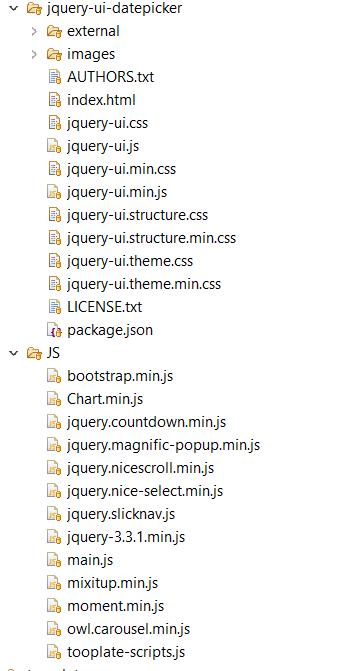 jquery-ui-datepicker
external
images
AUTHORS.txt
index.html
jquery-ui.css
jquery-ui.js
jquery-ui.min.css
jquery-ui.min.js
jquery-ui.structure.css
jquery-ui.structure.min.css
jquery-ui.theme.css
jquery-ui.theme.min.css
LICENSE.txt
package.json
JS
bootstrap.min.js
Chart.min.js
jquery.countdown.min.js
jquery.magnific-popup.min.js
jquery.nicescroll.min.js
jquery.nice-select.min.js
jquery.slicknav.js
jquery-3.3.1.min.js
main.js
mixitup.min.js
moment.min.js
owl.carousel.min.js
tooplate-scripts.js